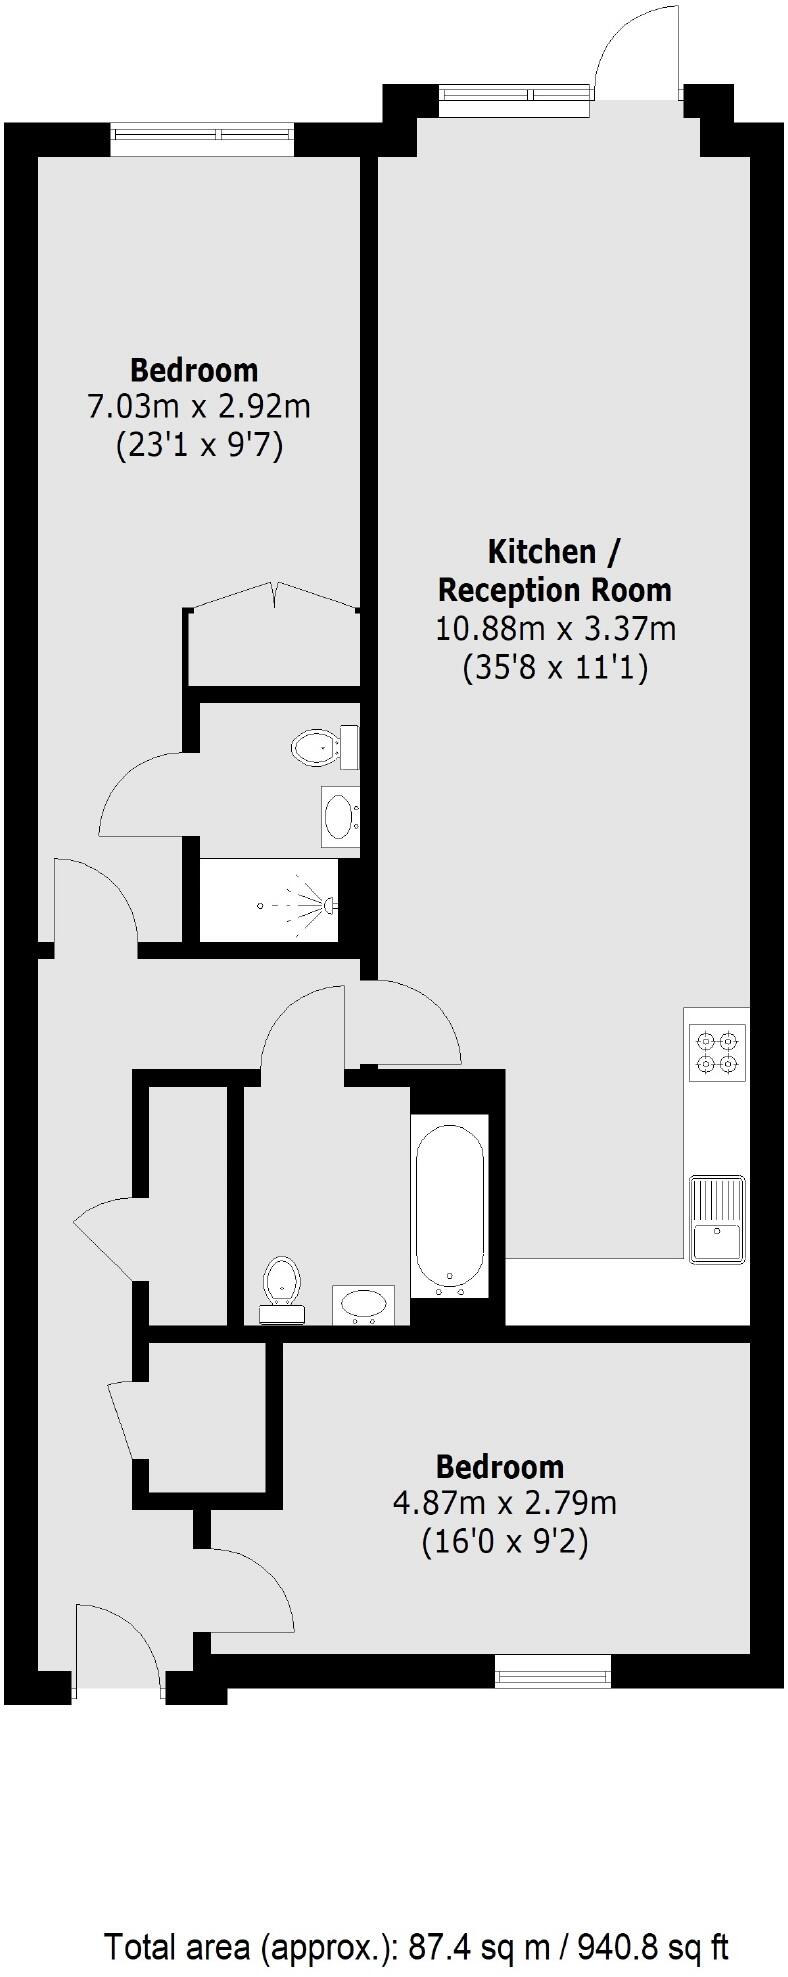 Bedroom
7.03m x 2.92m
(23'1 x 9'7)
Kitchen /
Reception Room
10.88m x 3.37m
(35'8 x 11'1)
Bedroom
4.87m x 2.79m
(16'0 x 9'2)
Total area (approx.): 87.4 sq m / 940.8 sq ft